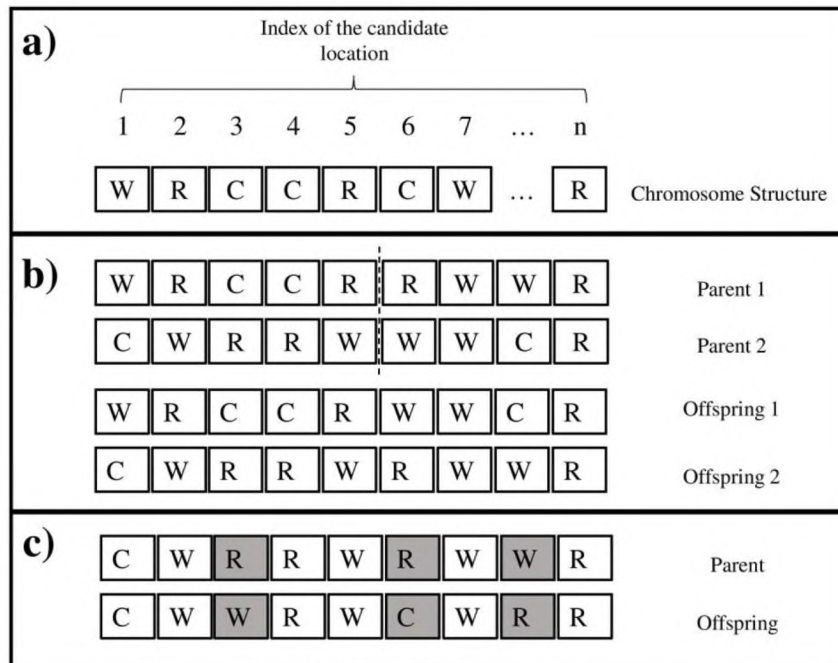 a)
Index of the candidate
location
1 2 3 4 5 6 7 … n
W R C C R C W … R Chromosome Structure
b)
W R C C R R W W R Parent 1
C W R R W W W C R Parent 2
W R C C R W W C R Offspring 1
C W R R W R W W R Offspring 2
c)
C W R R W R W W R Parent
C W W R W C W R R Offspring